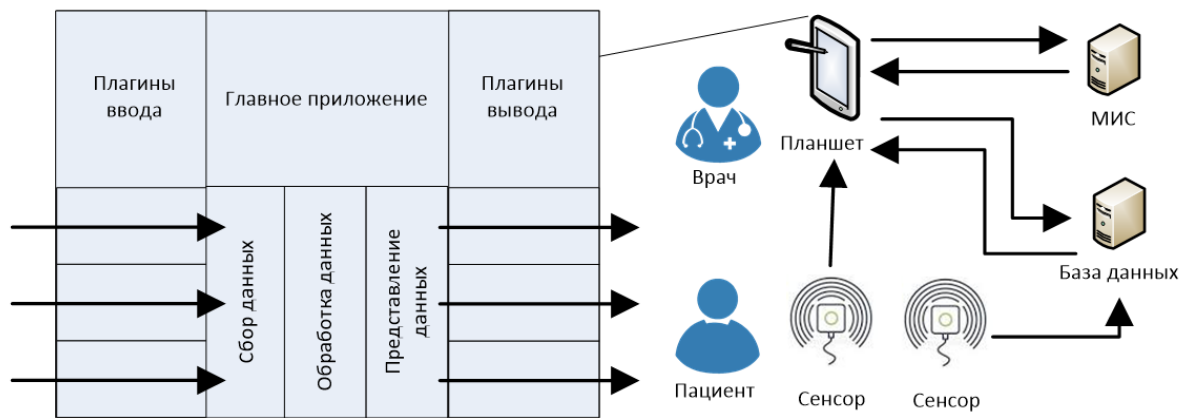 Плагины
ввода
Главное приложение
Плагины
вывода
Сбор данных
Обработка данных
Представление
данных
Врач
Планшет
МИС
База данных
Пациент
Сенсор
Сенсор